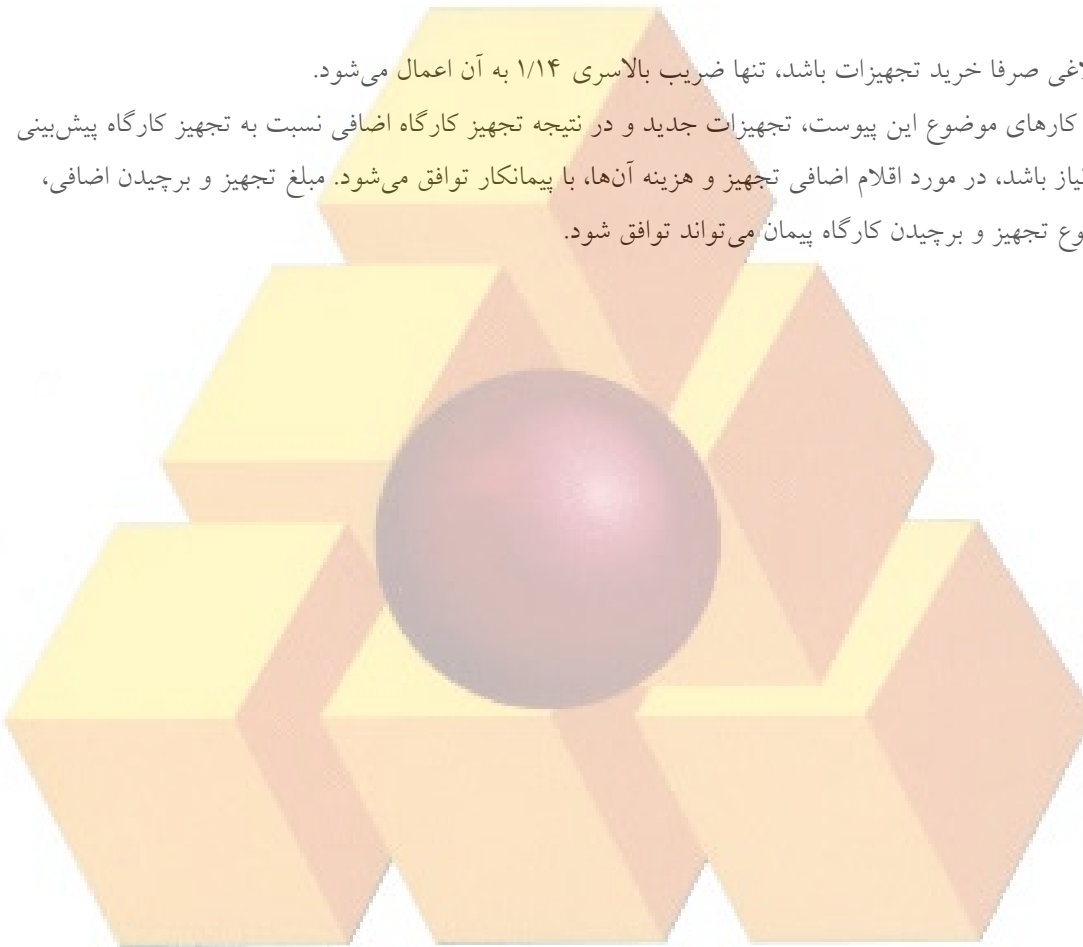 صرفا خرید تجهیزات باشد، تنها ضریب بالاسری ۱/۱۴ به آن اعمال می‌شود.
کارهای موضوع این پیوست، تجهیزات جدید و در نتیجه تجهیز کارگاه اضافی نسبت به تجهیز کارگاه پیش‌بینی
نیاز باشد، در مورد اقلام اضافی تجهیز و هزینه آن‌ها، با پیمانکار توافق می‌شود. مبلغ تجهیز و برچیدن اضافی،
تجهیز و برچیدن کارگاه پیمان می‌تواند توافق شود.